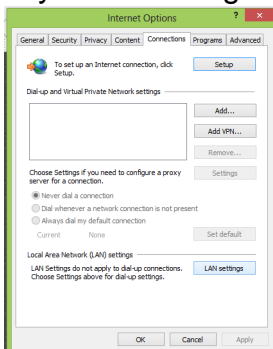 Internet Options
? ×
General Security Privacy Content Connections Programs Advanced
To set up an Internet connection, click
Setup.
Setup
Dial-up and Virtual Private Network settings
Add...
Add VPN...
Remove...
Choose Settings if you need to configure a proxy
server for a connection.
Settings
Never dial a connection
Dial whenever a network connection is not present
Always dial my default connection
Current None
Set default
Local Area Network (LAN) settings
LAN Settings do not apply to dial-up connections.
Choose Settings above for dial-up settings.
LAN settings
OK Cancel Apply